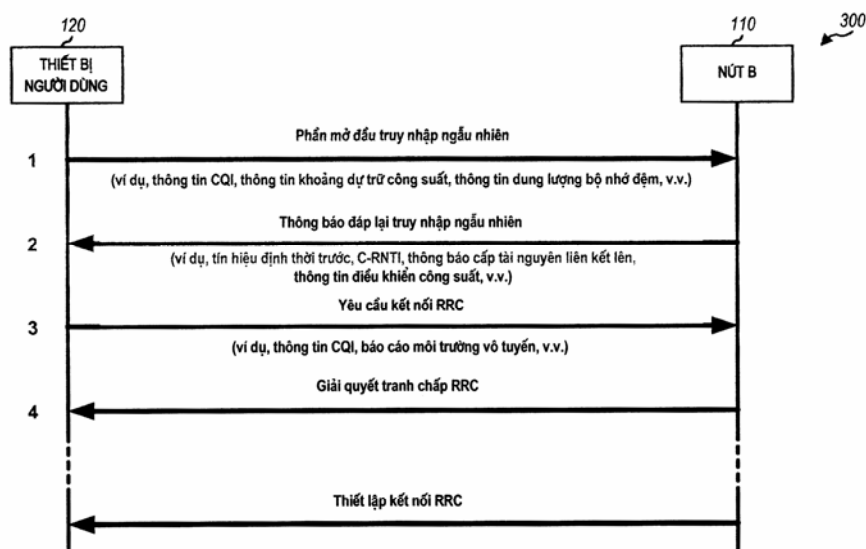 120
110
300
THIẾT BỊ
NGƯỜI DÙNG
NÚT B
Phần mở đầu truy nhập ngẫu nhiên
1
(ví dụ, thông tin CQI, thông tin khoảng dự trữ công suất, thông tin dung lượng bộ nhớ đệm, v.v.)
Thông báo đáp lại truy nhập ngẫu nhiên
2
(ví dụ, tín hiệu định thời trước, C-RNTI, thông báo cấp tài nguyên liên kết lên,
thông tin điều khiển công suất, v.v.)
Yêu cầu kết nối RRC
3
(ví dụ, thông tin CQI, báo cáo môi trường vô tuyến, v.v.)
Giải quyết tranh chấp RRC
4
Thiết lập kết nối RRC